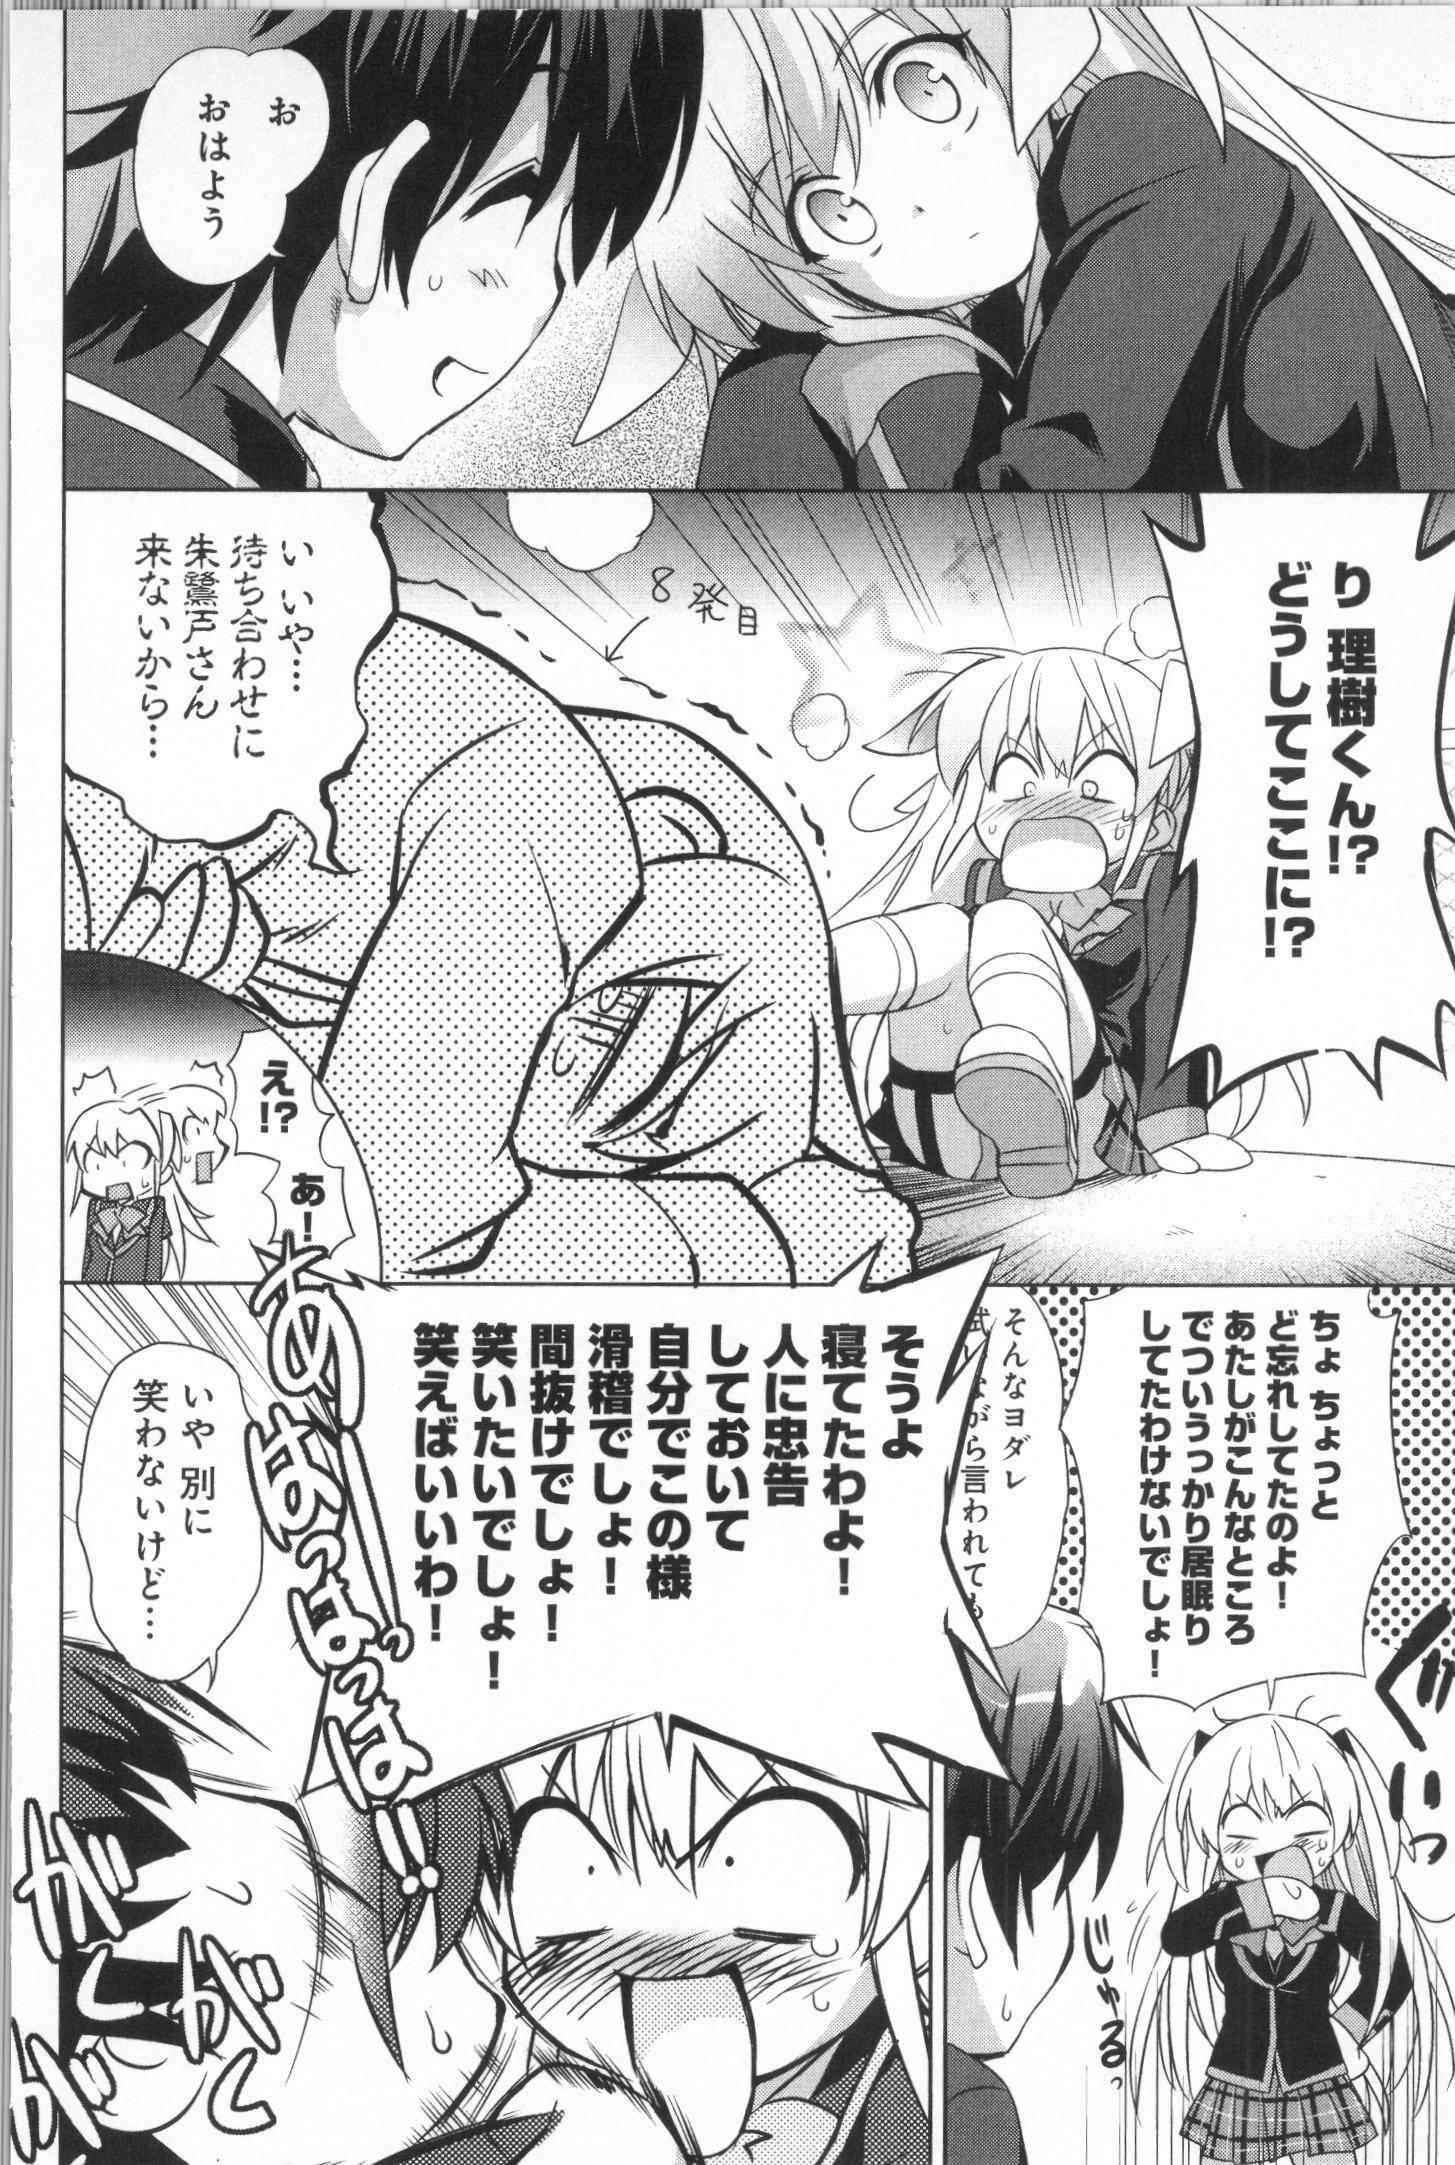 お
おはよう
り 理樹くん!?
どうしてここに!?
8発目
い いや…
待ち合わせに
朱鷺戸さん
来ないから…
え!?
あ!
ちょ ちょっと
ど忘れしてたのよ!
あたしがこんなところ
でついうっかり居眠り
してたわけないでしょ!
ぐいっ
じゅるっ
そんなヨダレ
拭いながら言われても
そうよ
寝てたわよ!
人に忠告
しておいて
自分でこの様
滑稽でしょ!
間抜けでしょ!
笑いたいでしょ!
笑えばいいわ!
あーはっはっはっはー!!
いや 別に
笑わないけど…
がく
がく
がく